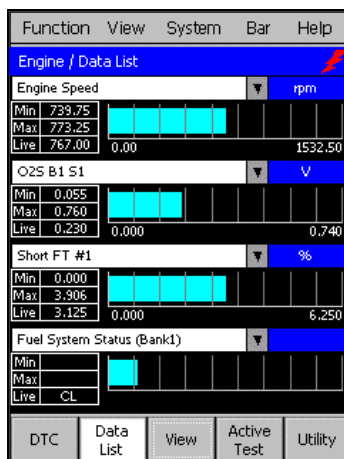 Function View System Bar Help
Engine / Data List
Engine Speed rpm
Min 739.75
Max 773.25
Live 767.00 0.00 1532.50
O2S B1 S1 V
Min 0.055
Max 0.760
Live 0.230 0.000 0.740
Short FT #1 %
Min 0.000
Max 3.906
Live 3.125 0.000 6.250
Fuel System Status (Bank1)
Min
Max
Live CL
DTC Data List View Active Test Utility